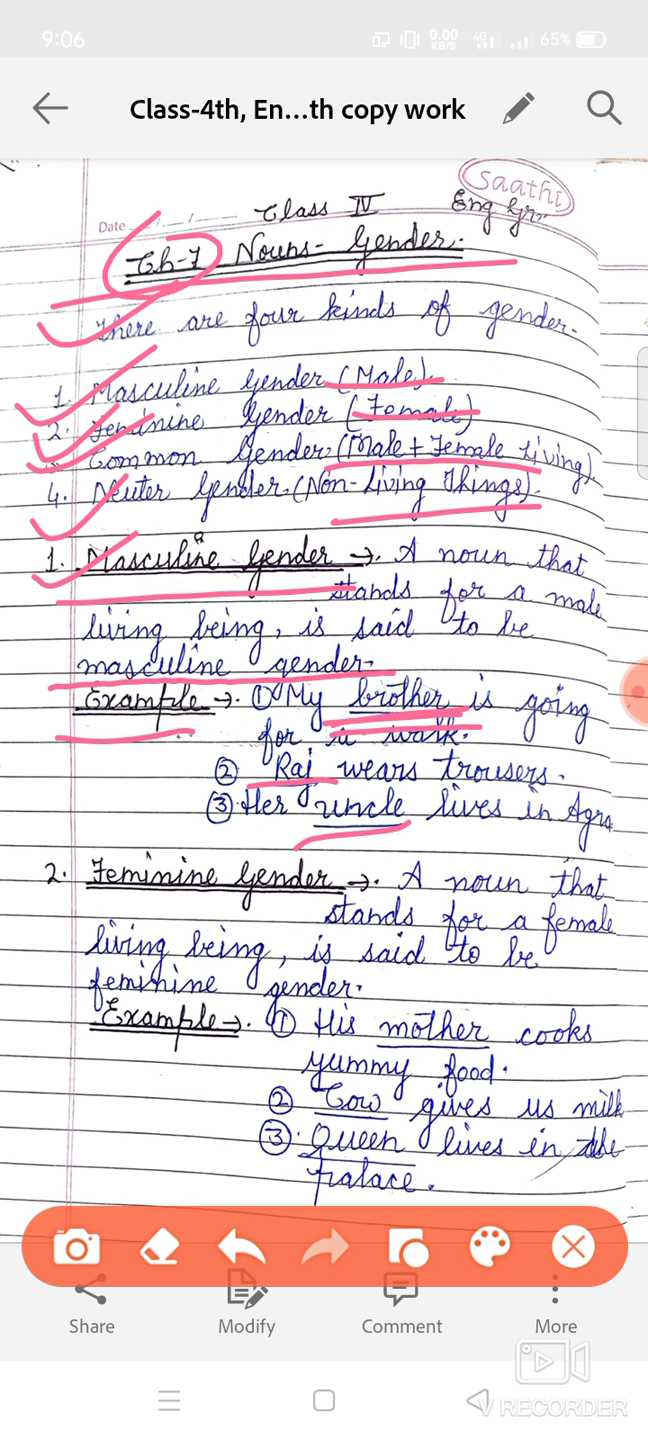 9:06 0.00 KB/S 4G 65%
Class-4th, En...th copy work
Saathi
Date / /
Class IV Eng Gr.
Ch-7 Nouns- Gender.
There are four kinds of gender.
1. Masculine Gender (Male).
2. Feminine Gender (Female)
3. Common Gender. (Male + Female Living)
4. Neuter Gender. (Non-Living Things).
1. Masculine Gender → A noun that
stands for a male
living being, is said to be
masculine gender.
Example → ① My brother is going
for a walk.
② Raj wears trousers.
③ Her uncle lives in Agra
2. Feminine Gender → A noun that
stands for a female
living being, is said to be
feminine gender.
Example → ① His mother cooks
yummy food.
② Cow gives us milk
③ Queen lives in the
palace.
Share Modify Comment More
V RECORDER